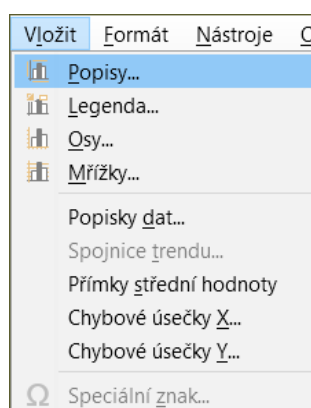 Vložit Formát Nástroje
Popisy...
Legenda...
Osy...
Mřížky...
Popisky dat...
Spojnice trendu...
Přímky střední hodnoty
Chybové úsečky X...
Chybové úsečky Y...
Speciální znak...